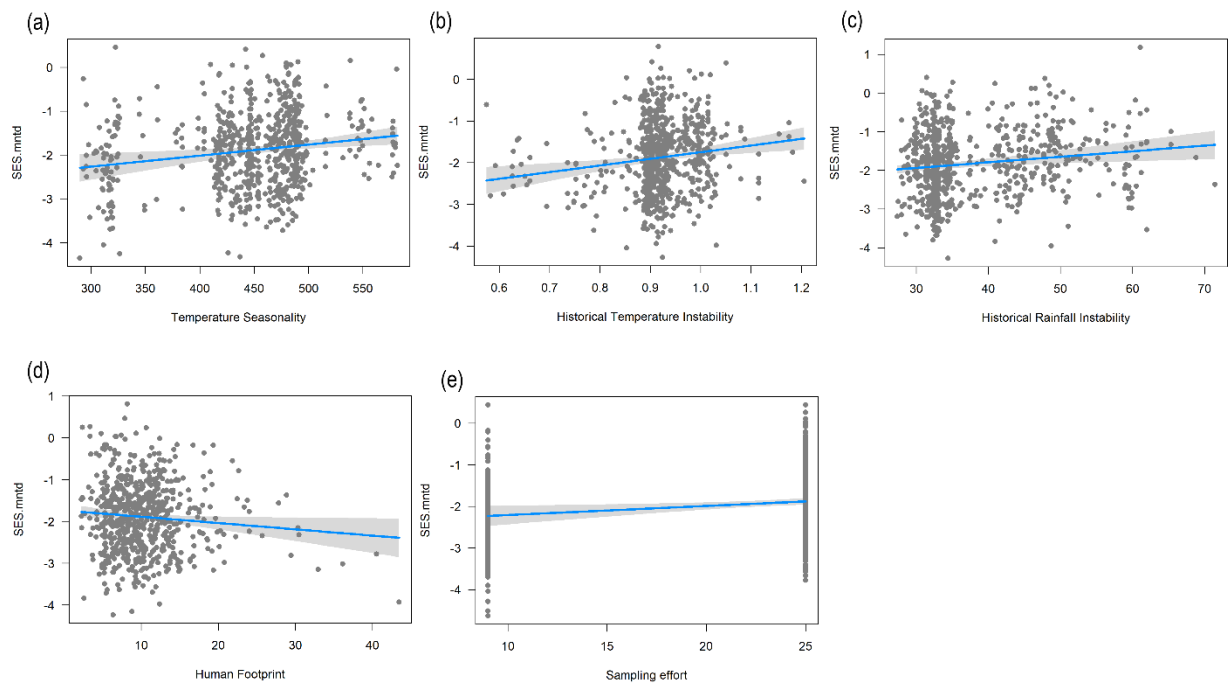 (a)
(b)
(c)
SES.mntd
0
-1
-2
-3
-4
300 350 400 450 500 550
Temperature Seasonality
SES.mntd
0
-1
-2
-3
-4
0.6 0.7 0.8 0.9 1.0 1.1 1.2
Historical Temperature Instability
SES.mntd
1
0
-1
-2
-3
-4
30 40 50 60 70
Historical Rainfall Instability
(d)
(e)
SES.mntd
1
0
-1
-2
-3
-4
10 20 30 40
Human Footprint
SES.mntd
0
-1
-2
-3
-4
10 15 20 25
Sampling effort